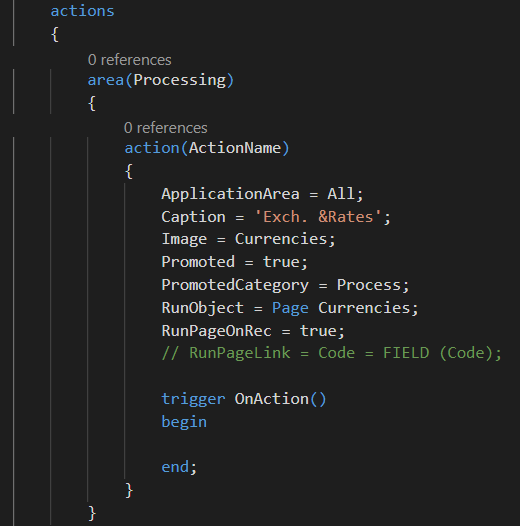 actions
{
0 references
area(Processing)
{
0 references
action(ActionName)
{
ApplicationArea = All;
Caption = 'Exch. &Rates';
Image = Currencies;
Promoted = true;
PromotedCategory = Process;
RunObject = Page Currencies;
RunPageOnRec = true;
// RunPageLink = Code = FIELD (Code);
trigger OnAction()
begin
end;
}
}